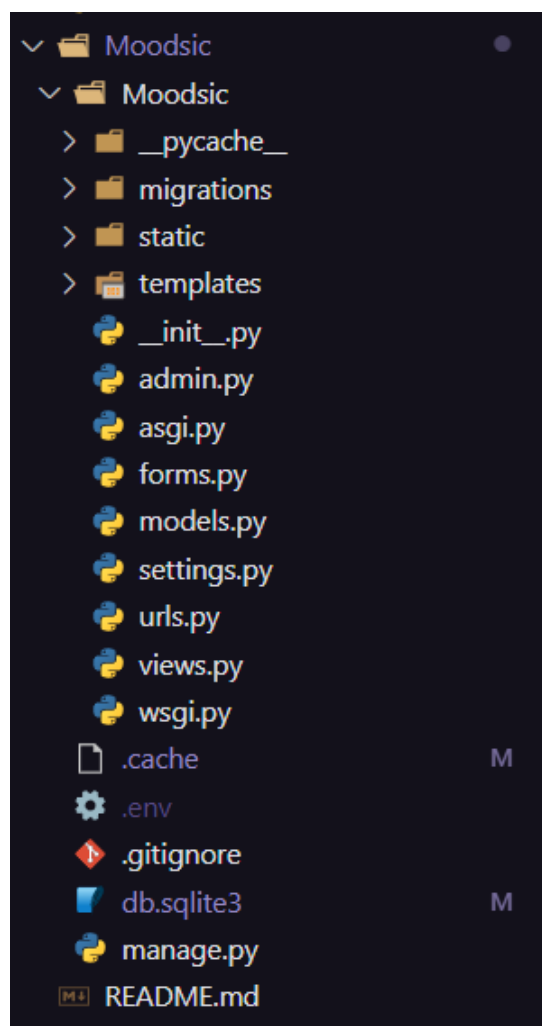 Moodsic
Moodsic
__pycache__
migrations
static
templates
__init__.py
admin.py
asgi.py
forms.py
models.py
settings.py
urls.py
views.py
wsgi.py
.cache M
.env
.gitignore
db.sqlite3 M
manage.py
README.md